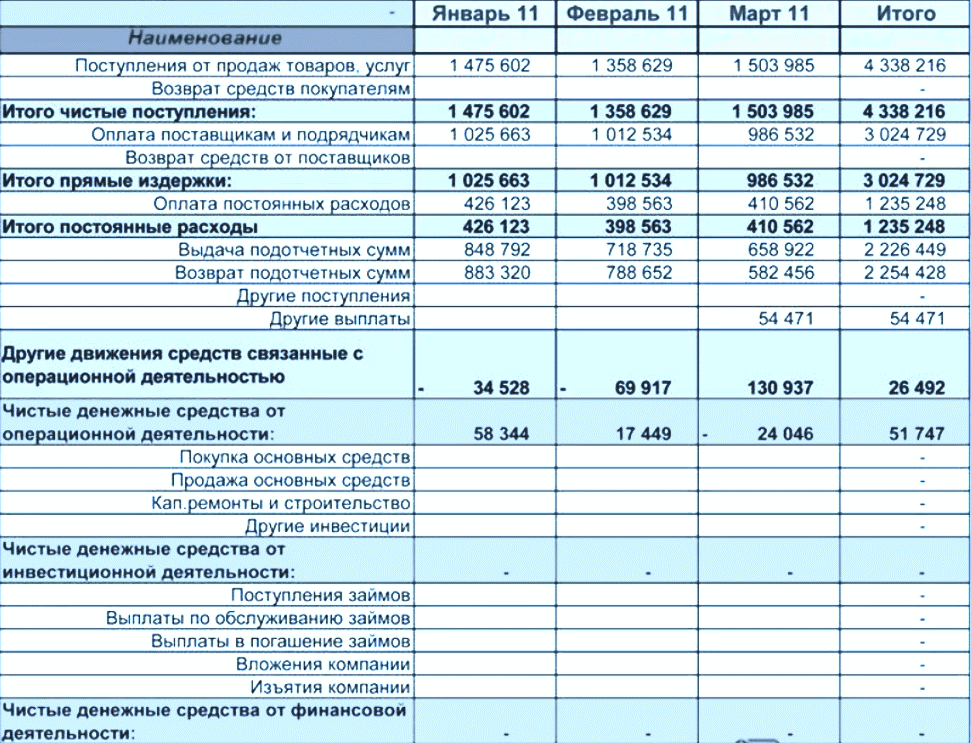 - Январь 11 Февраль 11 Март 11 Итого
Наименование
Поступления от продаж товаров, услуг 1 475 602 1 358 629 1 503 985 4 338 216
Возврат средств покупателям -
Итого чистые поступления: 1 475 602 1 358 629 1 503 985 4 338 216
Оплата поставщикам и подрядчикам 1 025 663 1 012 534 986 532 3 024 729
Возврат средств от поставщиков -
Итого прямые издержки: 1 025 663 1 012 534 986 532 3 024 729
Оплата постоянных расходов 426 123 398 563 410 562 1 235 248
Итого постоянные расходы 426 123 398 563 410 562 1 235 248
Выдача подотчетных сумм 848 792 718 735 658 922 2 226 449
Возврат подотчетных сумм 883 320 788 652 582 456 2 254 428
Другие поступления -
Другие выплаты 54 471 54 471
Другие движения средств связанные с
операционной деятельностью - 34 528 - 69 917 130 937 26 492
Чистые денежные средства от
операционной деятельности: 58 344 17 449 - 24 046 51 747
Покупка основных средств -
Продажа основных средств -
Кап.ремонты и строительство -
Другие инвестиции -
Чистые денежные средства от
инвестиционной деятельности: - - - -
Поступления займов -
Выплаты по обслуживанию займов -
Выплаты в погашение займов -
Вложения компании -
Изъятия компании -
Чистые денежные средства от финансовой
деятельности: - - - -